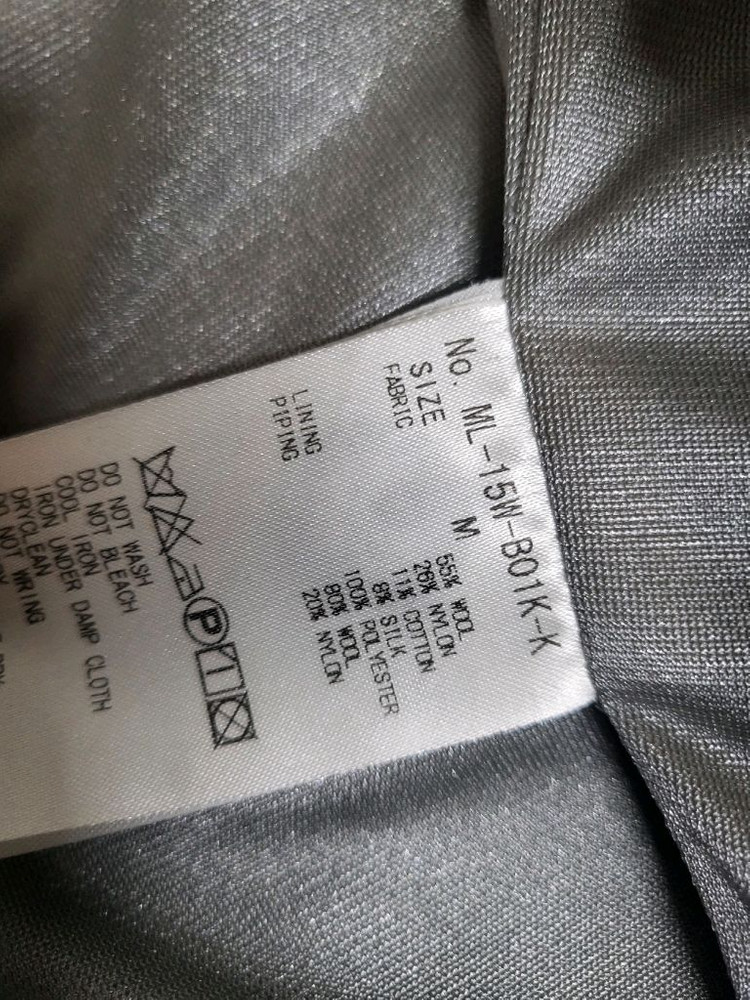 No. ML-15W-B01K-K
SIZE M
FABRIC 55% WOOL
26% NYLON
11% COTTON
8% SILK
LINING 100% POLYESTER
PIPING 80% WOOL
20% NYLON
P
DO NOT WASH
DO NOT BLEACH
COOL IRON
IRON UNDER DAMP CLOTH
DRYCLEAN
DO NOT WRING